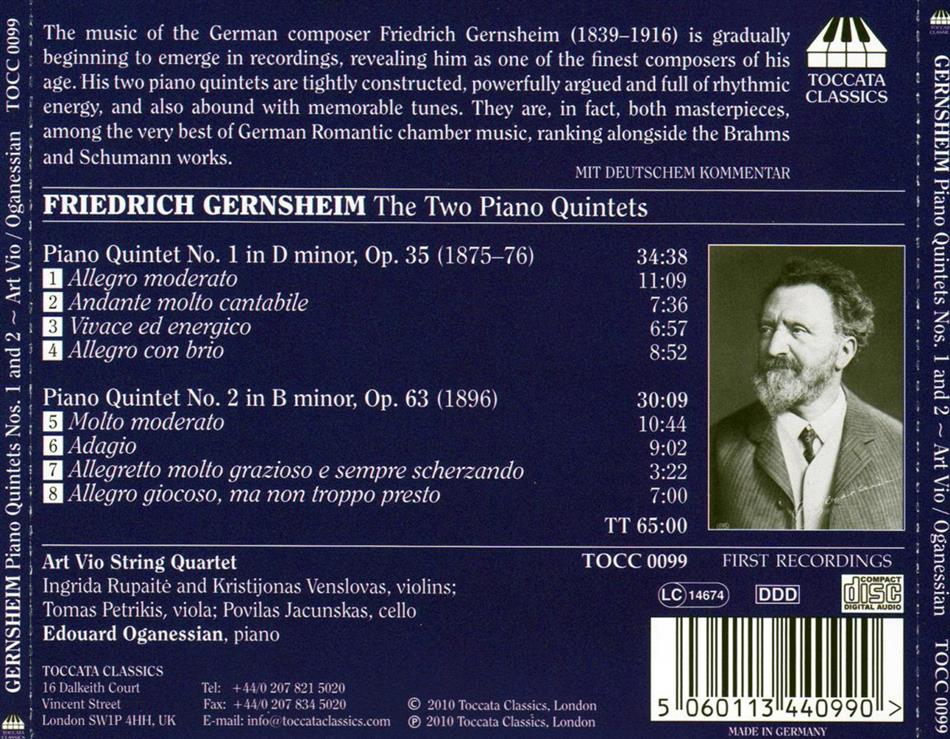 GERNSHEIM Piano Quintets Nos. 1 and 2 ~ Art Vio / Oganessian TOCC 0099
The music of the German composer Friedrich Gernsheim (1839–1916) is gradually
beginning to emerge in recordings, revealing him as one of the finest composers of his
age. His two piano quintets are tightly constructed, powerfully argued and full of rhythmic
energy, and also abound with memorable tunes. They are, in fact, both masterpieces,
among the very best of German Romantic chamber music, ranking alongside the Brahms
and Schumann works.
MIT DEUTSCHEM KOMMENTAR
TOCCATA
CLASSICS
FRIEDRICH GERNSHEIM The Two Piano Quintets
Piano Quintet No. 1 in D minor, Op. 35 (1875–76) 34:38
1 Allegro moderato 11:09
2 Andante molto cantabile 7:36
3 Vivace ed energico 6:57
4 Allegro con brio 8:52
Piano Quintet No. 2 in B minor, Op. 63 (1896) 30:09
5 Molto moderato 10:44
6 Adagio 9:02
7 Allegretto molto grazioso e sempre scherzando 3:22
8 Allegro giocoso, ma non troppo presto 7:00
TT 65:00
Art Vio String Quartet
Ingrida Rupaitė and Kristijonas Venslovas, violins;
Tomas Petrikis, viola; Povilas Jacunskas, cello
Edouard Oganessian, piano
TOCC 0099 FIRST RECORDINGS
LC 14674 DDD COMPACT
disc
DIGITAL AUDIO
TOCCATA CLASSICS
16 Dalkeith Court Tel: +44/0 207 821 5020
Vincent Street Fax: +44/0 207 834 5020
London SW1P 4HH, UK E-mail: info@toccataclassics.com
© 2010 Toccata Classics, London
℗ 2010 Toccata Classics, London
5 060113 440990 >
MADE IN GERMANY
TOCCATA
CLASSICS
TOCCATA
CLASSICS
GERNSHEIM Piano Quintets Nos. 1 and 2 ~ Art Vio / Oganessian TOCC 0099